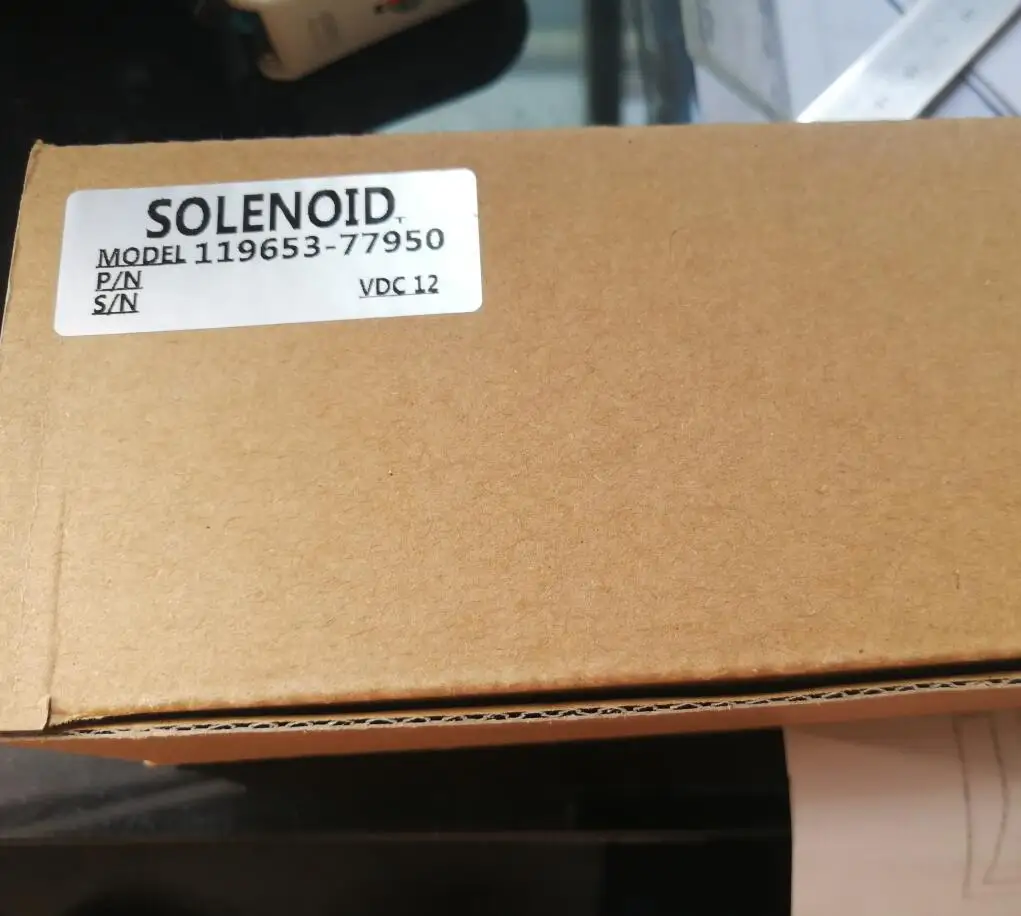 SOLENOID
MODEL 119653-77950
P/N
VDC 12
S/N